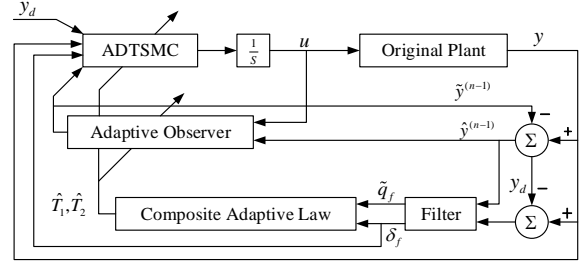 y_d
ADTSMC
1/s
u
Original Plant
y
ỹ^(n-1)
−
Adaptive Observer
ŷ^(n-1)
Σ
+
y_d
−
T̂_1,T̂_2
q̃_f
Composite Adaptive Law
Filter
Σ
+
δ_f